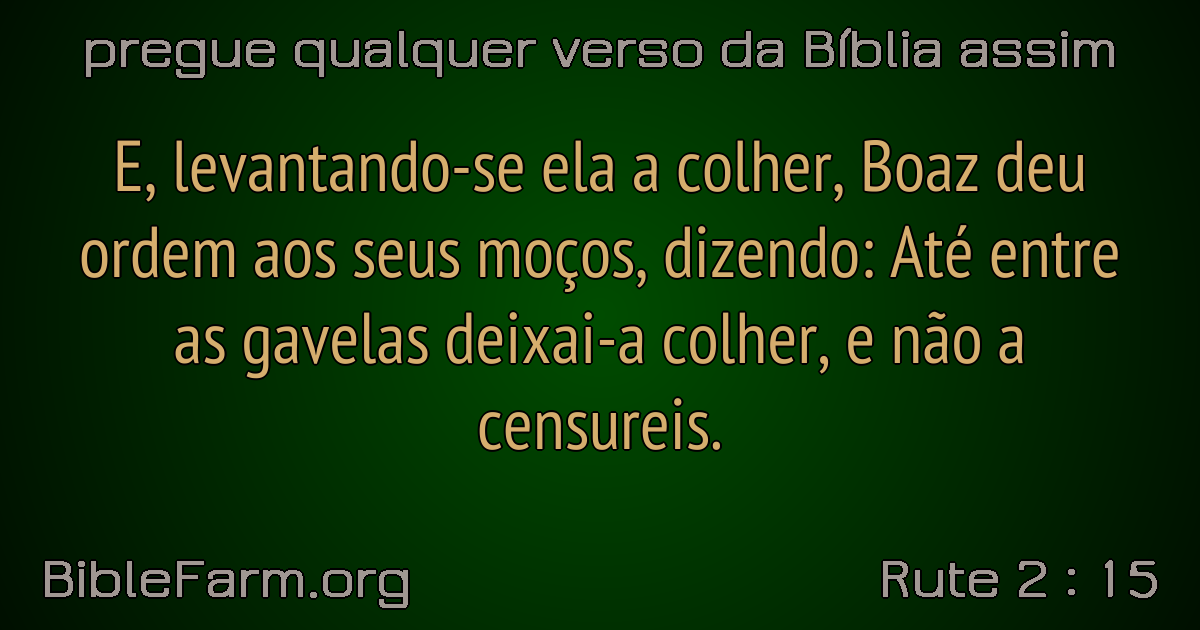 pregue qualquer verso da Bíblia assim
E, levantando-se ela a colher, Boaz deu
ordem aos seus moços, dizendo: Até entre
as gavelas deixai-a colher, e não a
censureis.
BibleFarm.org
Rute 2 : 15